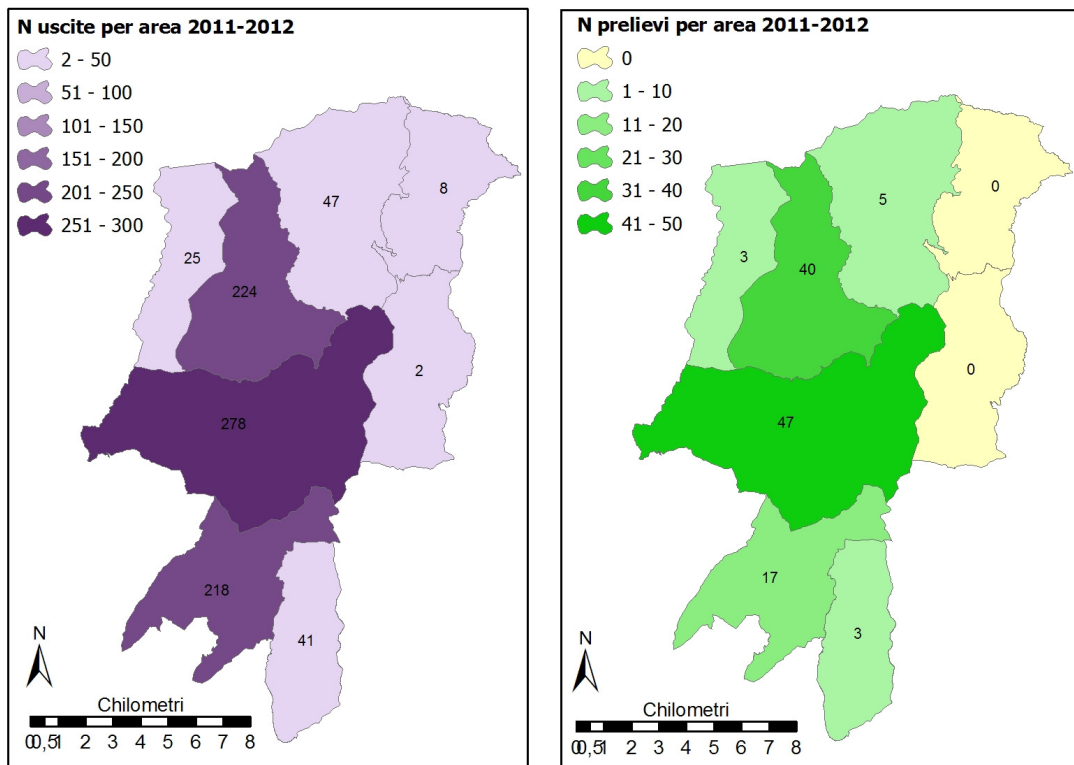 N uscite per area 2011-2012
2 - 50
51 - 100
101 - 150
151 - 200
201 - 250
251 - 300
8
47
25
224
2
278
218
41
N
Chilometri
0 0,5 1 2 3 4 5 6 7 8
N prelievi per area 2011-2012
0
1 - 10
11 - 20
21 - 30
31 - 40
41 - 50
0
5
3
40
0
47
17
3
N
Chilometri
0 0,5 1 2 3 4 5 6 7 8